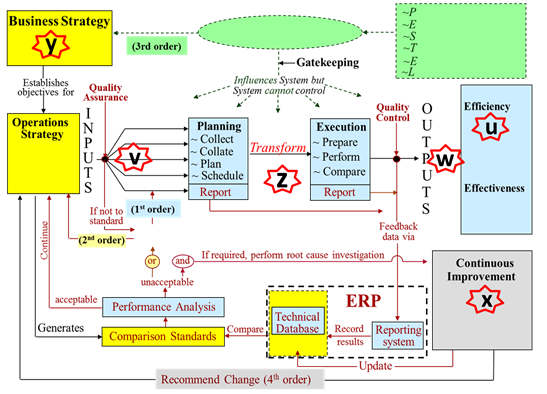 Business Strategy
y
(3rd order)
~P
~E
~S
~T
~E
~L
Gatekeeping
Establishes
objectives for
Influences System but
System cannot control
Quality
Assurance
Operations
Strategy
INPUTS
v
Planning
~ Collect
~ Collate
~ Plan
~ Schedule
Report
Transform
z
Execution
~ Prepare
~ Perform
~ Compare
Report
Quality
Control
OUTPUTS
w
Efficiency
u
Effectiveness
If not to
standard
(1st order)
(2nd order)
Continue
or
and
unacceptable
If required, perform root cause investigation
Feedback
data via
Continuous
Improvement
x
acceptable
Performance Analysis
Generates
Comparison Standards
Compare
ERP
Technical
Database
Record
results
Reporting
system
Update
Recommend Change (4th order)